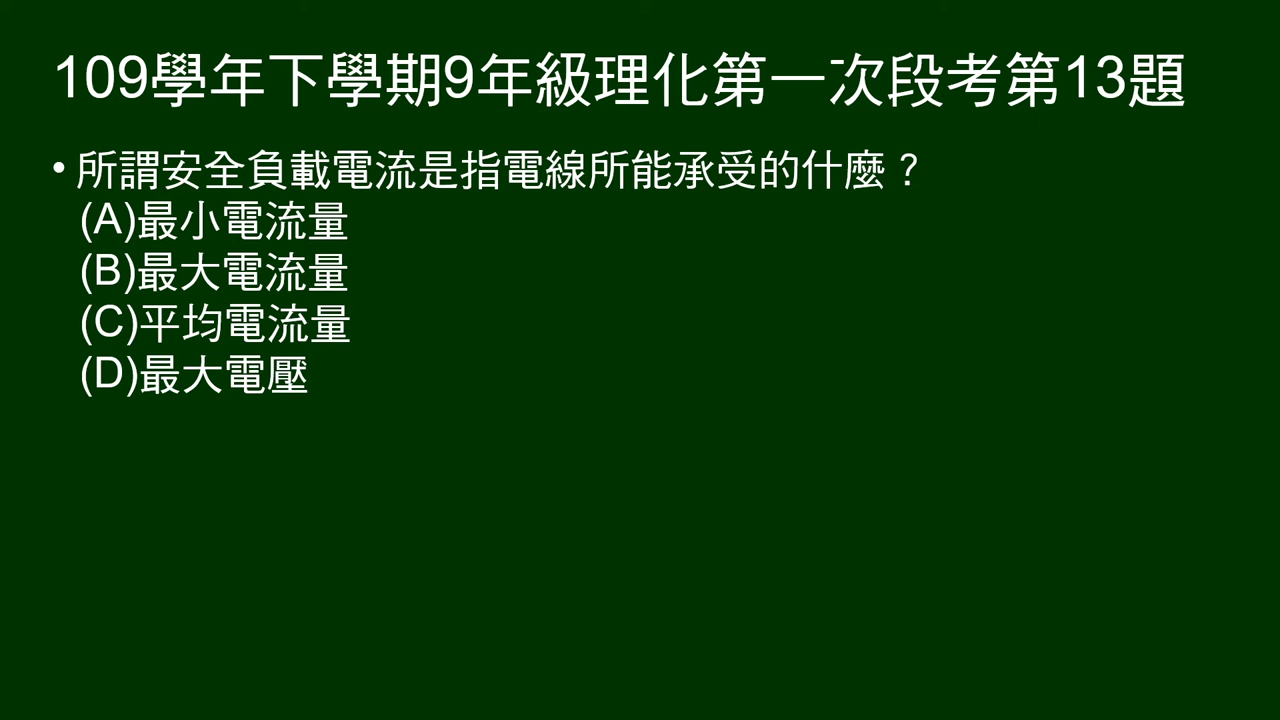 109學年下學期9年級理化第一次段考第13題
•所謂安全負載電流是指電線所能承受的什麼？
(A)最小電流量
(B)最大電流量
(C)平均電流量
(D)最大電壓